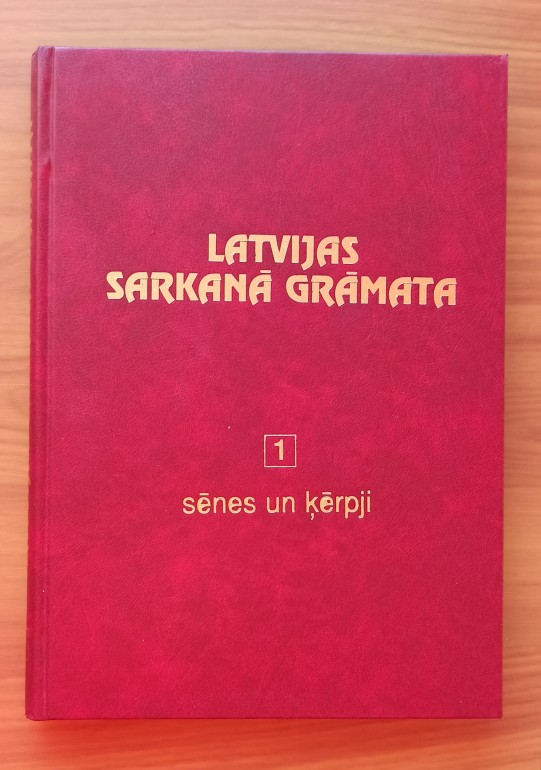 LATVIJAS
SARKANĀ GRĀMATA
1
sēnes un ķērpji